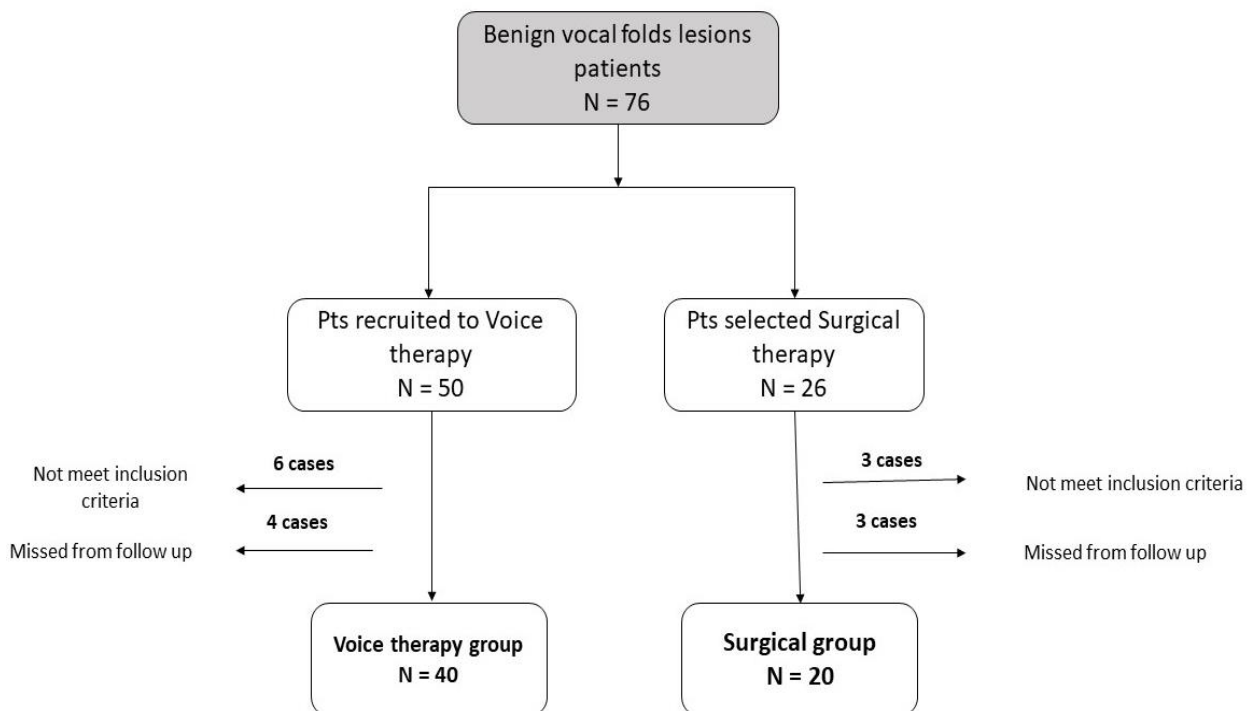 Benign vocal folds lesions
patients
N = 76
Pts recruited to Voice
therapy
N = 50
Pts selected Surgical
therapy
N = 26
6 cases
Not meet inclusion
criteria
4 cases
Missed from follow up
3 cases
Not meet inclusion criteria
3 cases
Missed from follow up
Voice therapy group
N = 40
Surgical group
N = 20